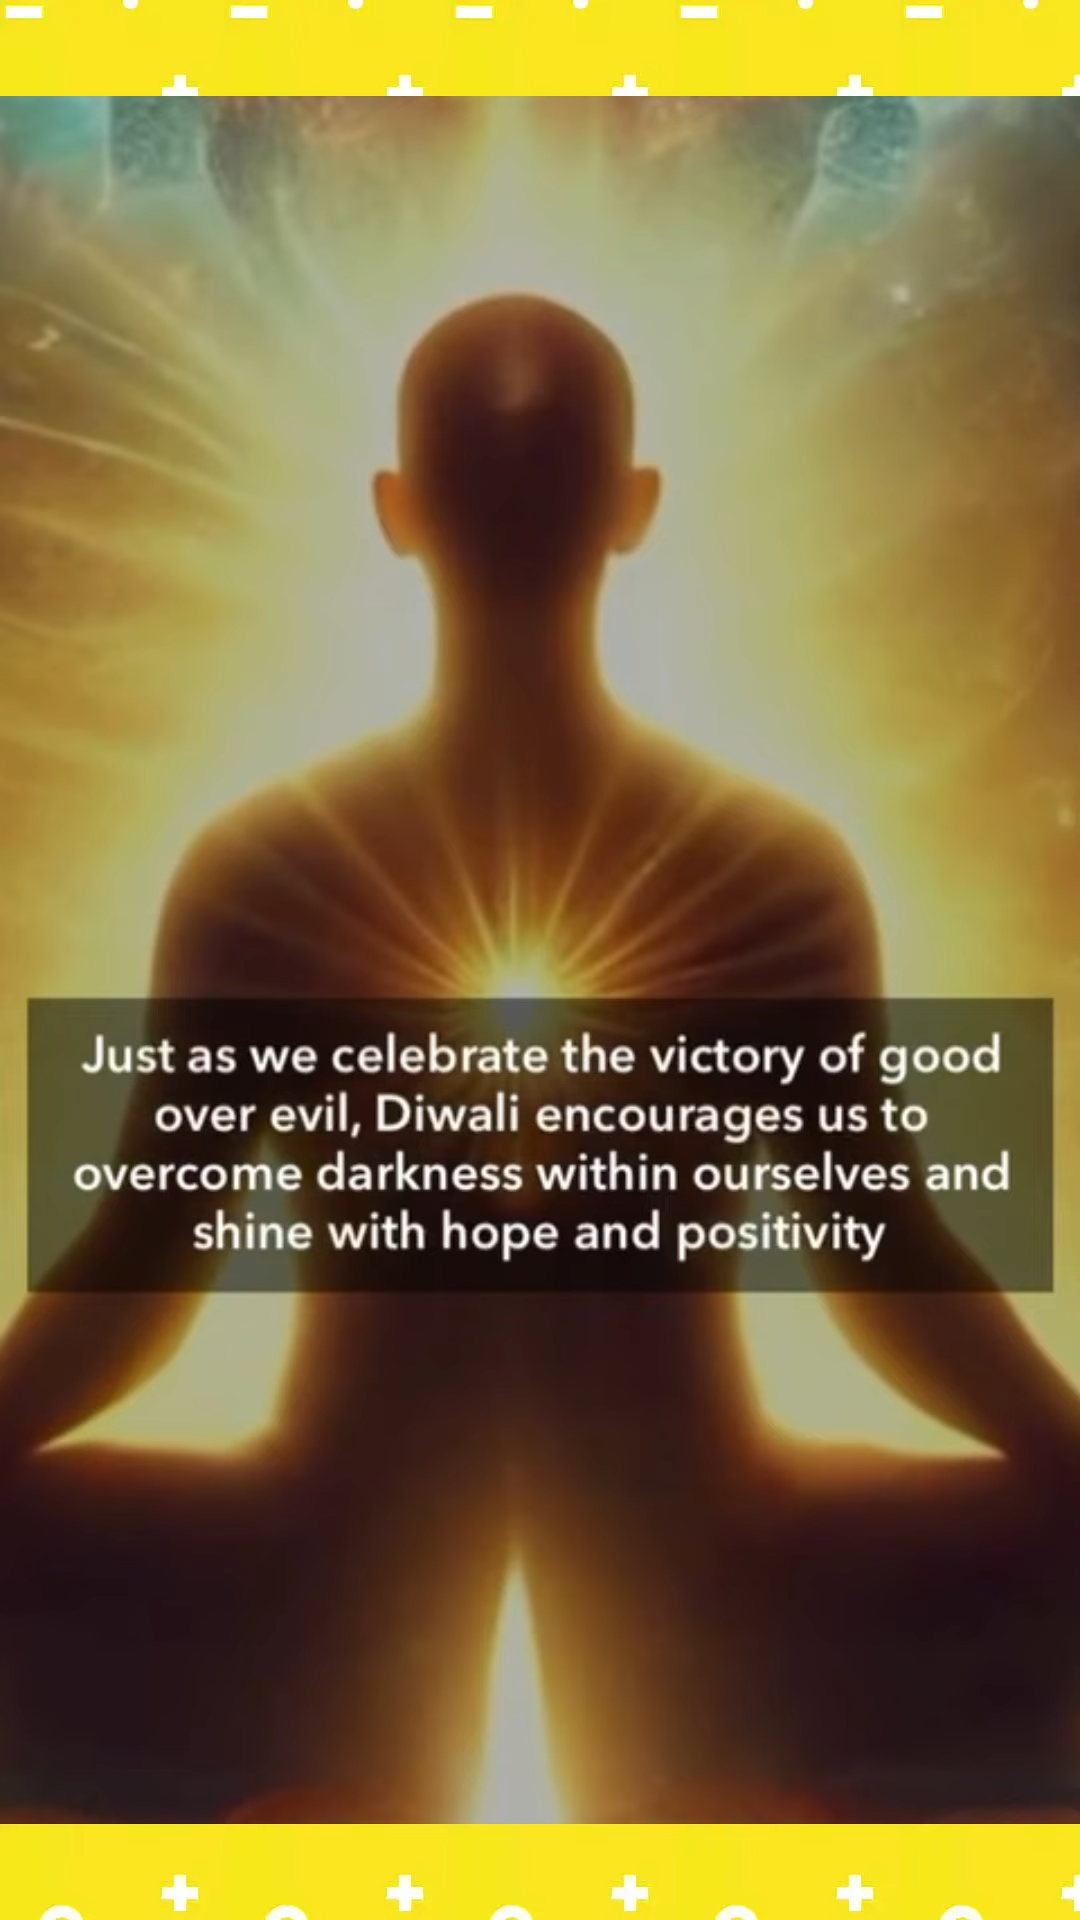 Just as we celebrate the victory of good
over evil, Diwali encourages us to
overcome darkness within ourselves and
shine with hope and positivity